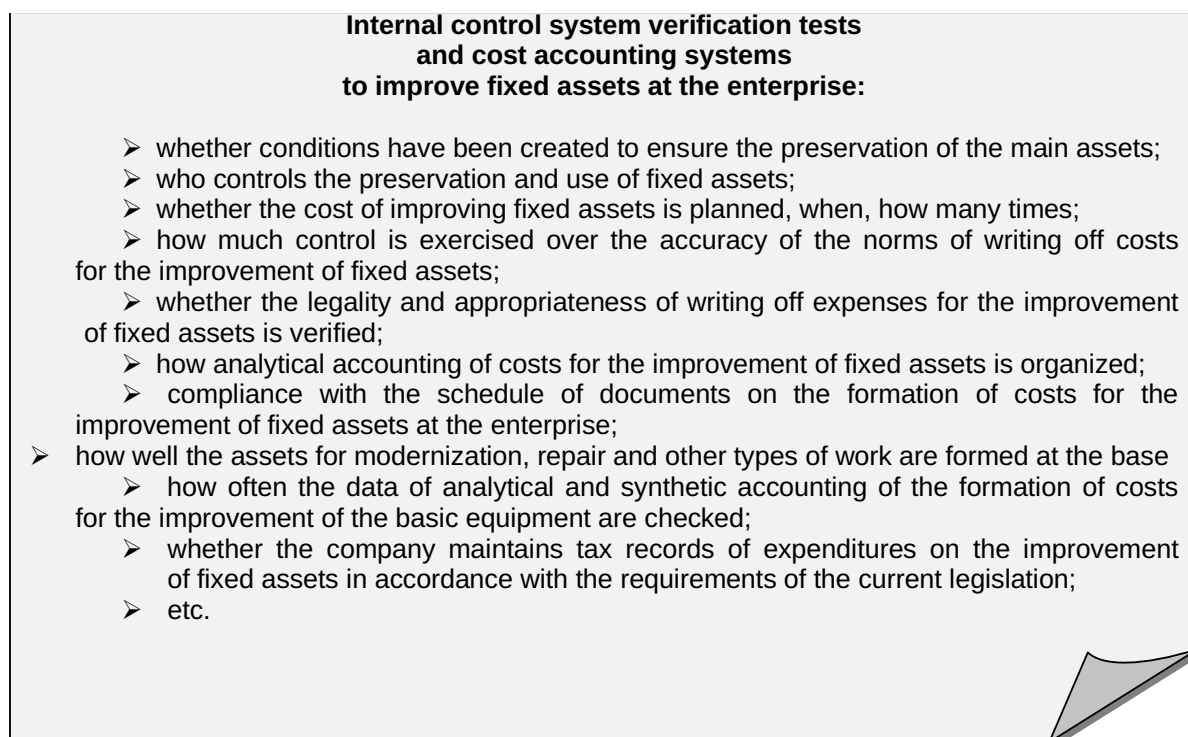 Internal control system verification tests
and cost accounting systems
to improve fixed assets at the enterprise:
➢ whether conditions have been created to ensure the preservation of the main assets;
➢ who controls the preservation and use of fixed assets;
➢ whether the cost of improving fixed assets is planned, when, how many times;
➢ how much control is exercised over the accuracy of the norms of writing off costs
for the improvement of fixed assets;
➢ whether the legality and appropriateness of writing off expenses for the improvement
of fixed assets is verified;
➢ how analytical accounting of costs for the improvement of fixed assets is organized;
➢ compliance with the schedule of documents on the formation of costs for the
improvement of fixed assets at the enterprise;
➢ how well the assets for modernization, repair and other types of work are formed at the base
➢ how often the data of analytical and synthetic accounting of the formation of costs
for the improvement of the basic equipment are checked;
➢ whether the company maintains tax records of expenditures on the improvement
of fixed assets in accordance with the requirements of the current legislation;
➢ etc.